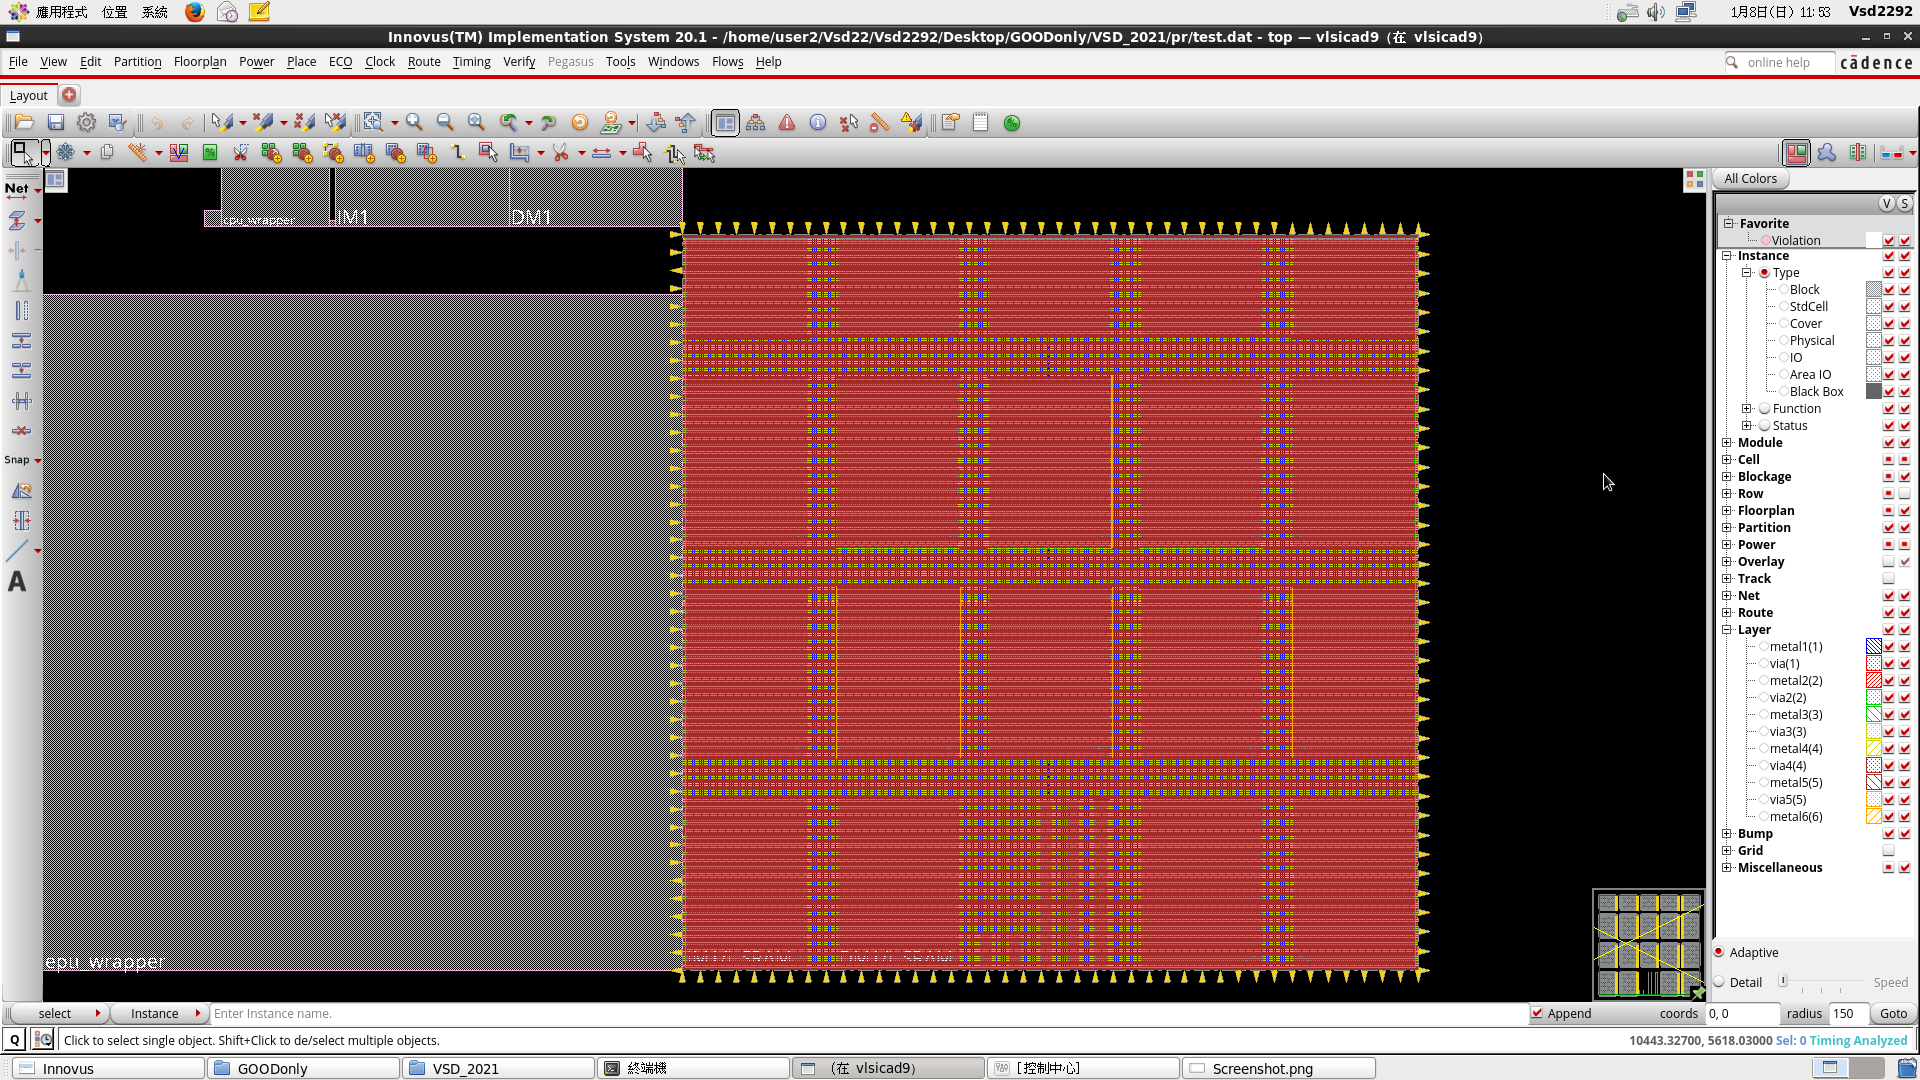 應用程式 位置 系統
1月8日(日) 11:53 Vsd2292
Innovus(TM) Implementation System 20.1 - /home/user2/Vsd22/Vsd2292/Desktop/GOODonly/VSD_2021/pr/test.dat - top — vlsicad9 (在 vlsicad9)
File View Edit Partition Floorplan Power Place ECO Clock Route Timing Verify Pegasus Tools Windows Flows Help
online help
cādence
Layout
Net
Snap
A
cpu_wrapper
IM1
DM1
epu_wrapper
All Colors
V S
Favorite
Violation
Instance
Type
Block
StdCell
Cover
Physical
IO
Area IO
Black Box
Function
Status
Module
Cell
Blockage
Row
Floorplan
Partition
Power
Overlay
Track
Net
Route
Layer
metal1(1)
via(1)
metal2(2)
via2(2)
metal3(3)
via3(3)
metal4(4)
via4(4)
metal5(5)
via5(5)
metal6(6)
Bump
Grid
Miscellaneous
Adaptive
Detail
Speed
select Instance Enter Instance name. Append coords 0, 0 radius 150 Goto
Q Click to select single object. Shift+Click to de/select multiple objects. 10443.32700, 5618.03000 Sel: 0 Timing Analyzed
Innovus GOODonly VSD_2021 終端機 (在 vlsicad9) [控制中心] Screenshot.png